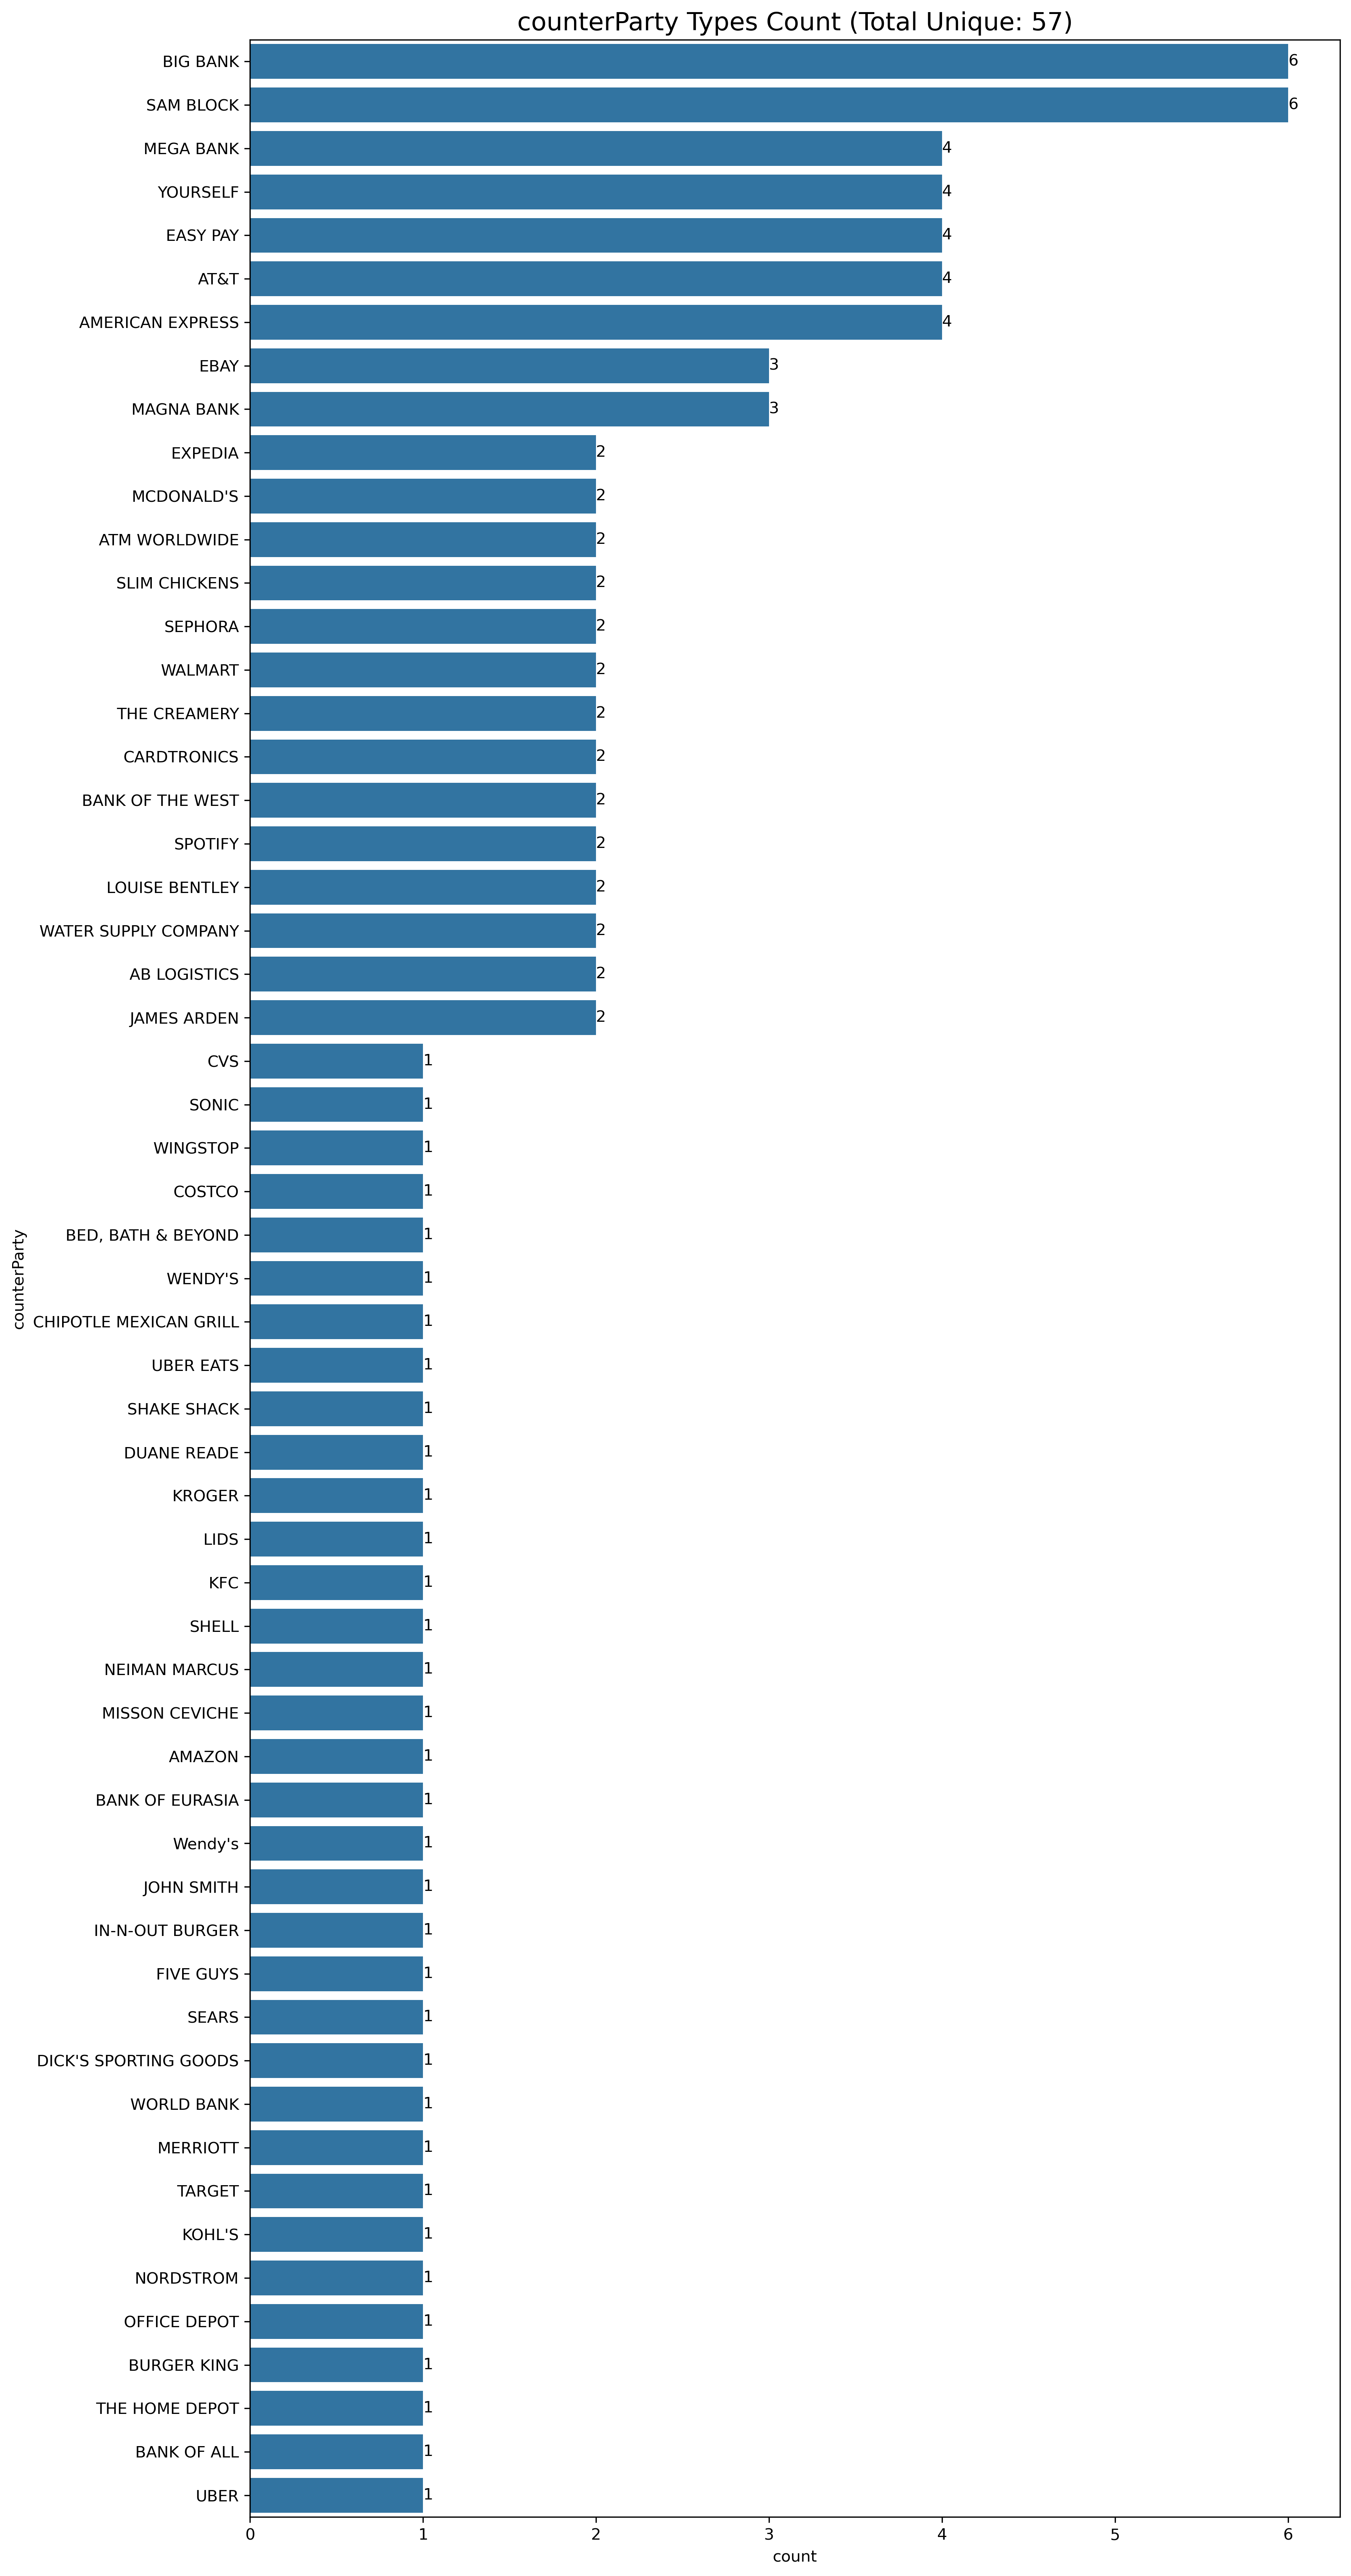 counterParty Types Count (Total Unique: 57)
BIG BANK 6
SAM BLOCK 6
MEGA BANK 4
YOURSELF 4
EASY PAY 4
AT&T 4
AMERICAN EXPRESS 4
EBAY 3
MAGNA BANK 3
EXPEDIA 2
MCDONALD'S 2
ATM WORLDWIDE 2
SLIM CHICKENS 2
SEPHORA 2
WALMART 2
THE CREAMERY 2
CARDTRONICS 2
BANK OF THE WEST 2
SPOTIFY 2
LOUISE BENTLEY 2
WATER SUPPLY COMPANY 2
AB LOGISTICS 2
JAMES ARDEN 2
CVS 1
SONIC 1
WINGSTOP 1
COSTCO 1
BED, BATH & BEYOND 1
WENDY'S 1
CHIPOTLE MEXICAN GRILL 1
UBER EATS 1
SHAKE SHACK 1
DUANE READE 1
KROGER 1
LIDS 1
KFC 1
SHELL 1
NEIMAN MARCUS 1
MISSON CEVICHE 1
AMAZON 1
BANK OF EURASIA 1
Wendy's 1
JOHN SMITH 1
IN-N-OUT BURGER 1
FIVE GUYS 1
SEARS 1
DICK'S SPORTING GOODS 1
WORLD BANK 1
MERRIOTT 1
TARGET 1
KOHL'S 1
NORDSTROM 1
OFFICE DEPOT 1
BURGER KING 1
THE HOME DEPOT 1
BANK OF ALL 1
UBER 1
counterParty
0 1 2 3 4 5 6
count